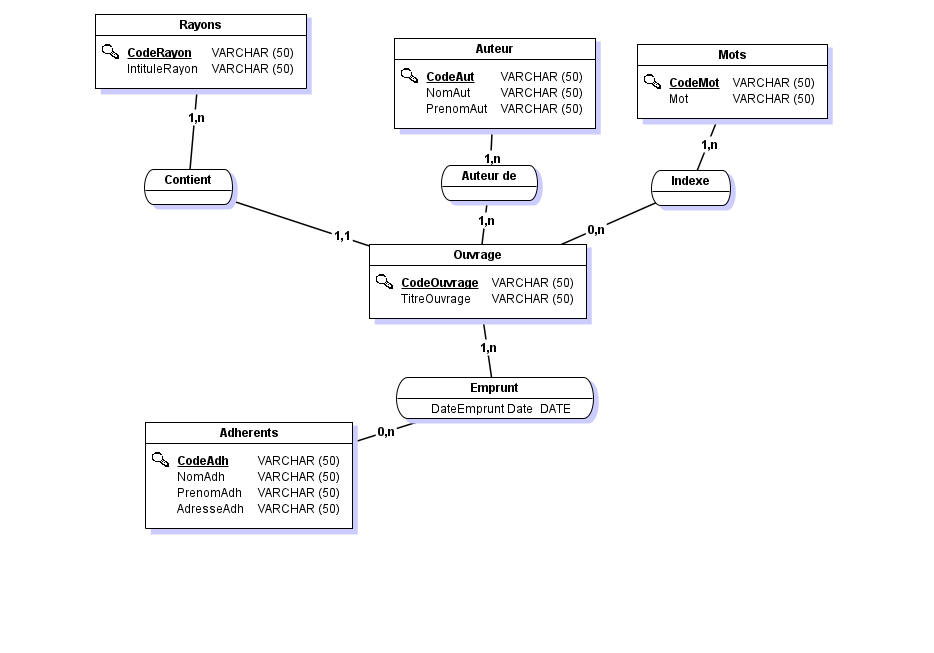 Rayons
CodeRayon VARCHAR (50)
IntituleRayon VARCHAR (50)
Auteur
CodeAut VARCHAR (50)
NomAut VARCHAR (50)
PrenomAut VARCHAR (50)
Mots
CodeMot VARCHAR (50)
Mot VARCHAR (50)
1,n
1,n
1,n
Contient
Auteur de
Indexe
1,1
1,n
0,n
Ouvrage
CodeOuvrage VARCHAR (50)
TitreOuvrage VARCHAR (50)
1,n
Emprunt
DateEmprunt Date DATE
0,n
Adherents
CodeAdh VARCHAR (50)
NomAdh VARCHAR (50)
PrenomAdh VARCHAR (50)
AdresseAdh VARCHAR (50)